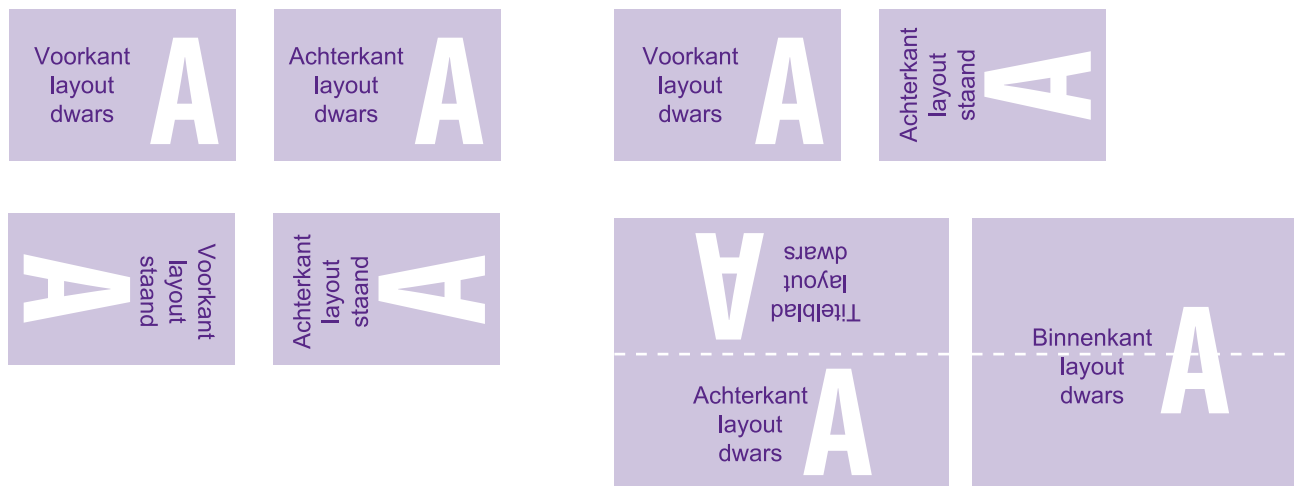 Voorkant
layout
dwars
A
Achterkant
layout
dwars
A
Voorkant
layout
dwars
A
Achterkant
layout
staand
A
Voorkant
layout
staand
A
Achterkant
layout
staand
A
Titelblad
layout
dwars
A
Achterkant
layout
dwars
A
Binnenkant
layout
dwars
A